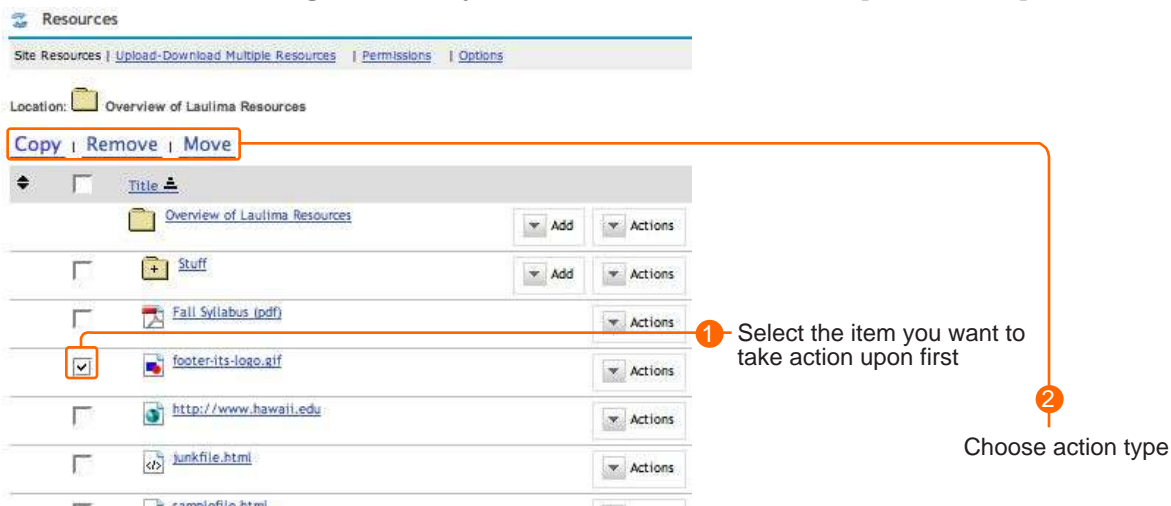 Resources
Site Resources | Upload-Download Multiple Resources | Permissions | Options
Location: Overview of Laulima Resources
Copy | Remove | Move
Title
Overview of Laulima Resources Add Actions
Stuff Add Actions
Fall Syllabus (pdf) Actions
1 Select the item you want to
take action upon first
footer-its-logo.gif Actions
http://www.hawaii.edu Actions
2
Choose action type
junkfile.html Actions